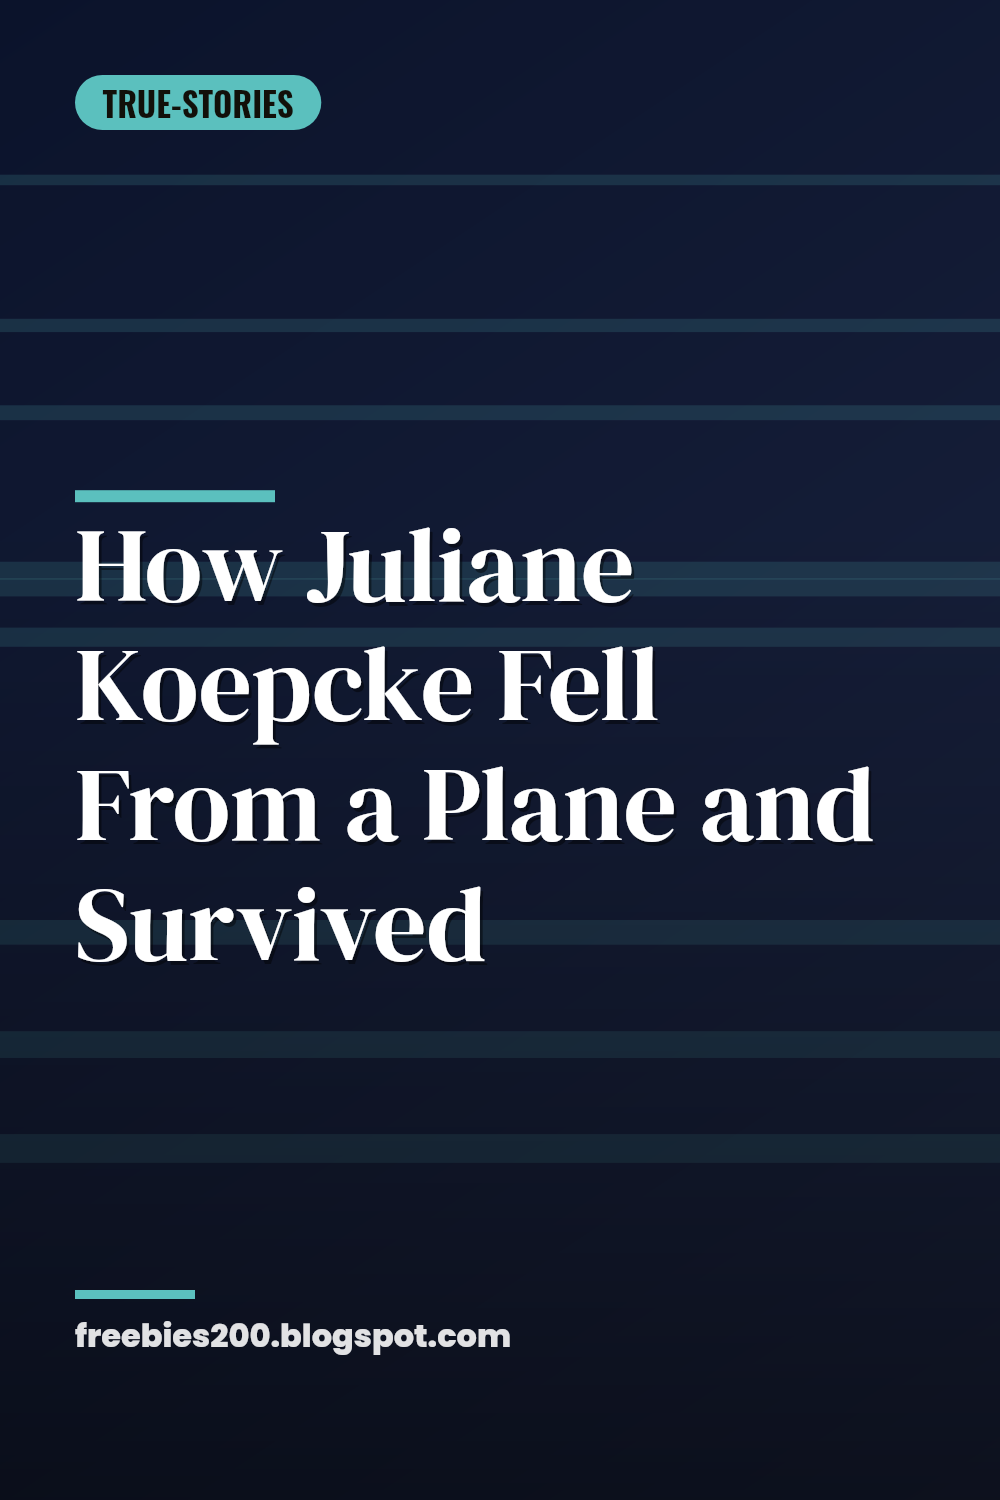 TRUE-STORIES
How Juliane
Koepcke Fell
From a Plane and
Survived
freebies200.blogspot.com